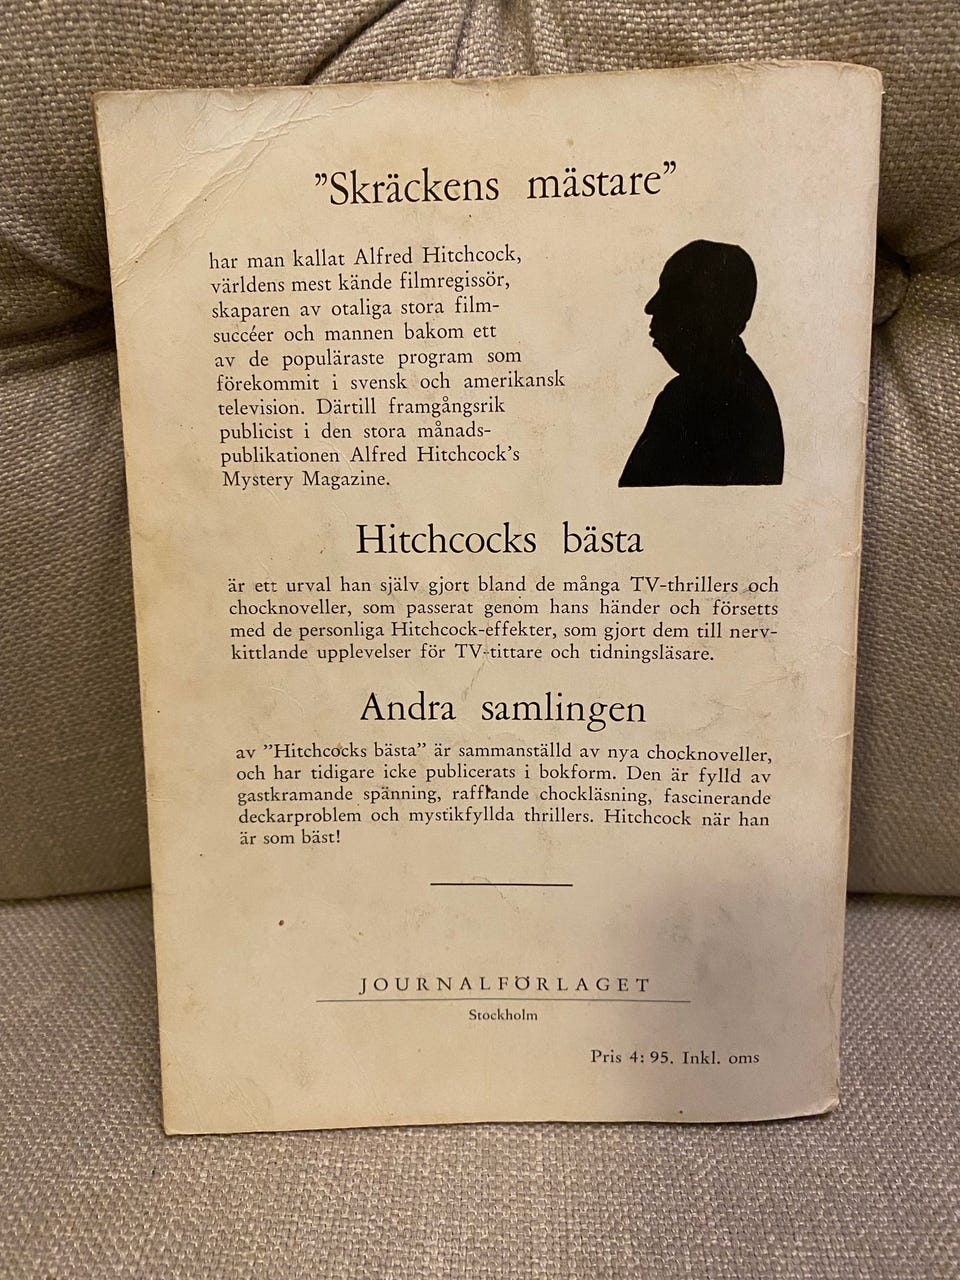 ”Skräckens mästare”
har man kallat Alfred Hitchcock,
världens mest kände filmregissör,
skaparen av otaliga stora film-
succéer och mannen bakom ett
av de populäraste program som
förekommit i svensk och amerikansk
television. Därtill framgångsrik
publicist i den stora månads-
publikationen Alfred Hitchcock’s
Mystery Magazine.
Hitchcocks bästa
är ett urval han själv gjort bland de många TV-thrillers och
chocknoveller, som passerat genom hans händer och försetts
med de personliga Hitchcock-effekter, som gjort dem till nerv-
kittlande upplevelser för TV-tittare och tidningsläsare.
Andra samlingen
av ”Hitchcocks bästa” är sammanställd av nya chocknoveller,
och har tidigare icke publicerats i bokform. Den är fylld av
gastkramande spänning, rafflande chockläsning, fascinerande
deckarproblem och mystikfyllda thrillers. Hitchcock när han
är som bäst!
JOURNALFÖRLAGET
Stockholm
Pris 4: 95. Inkl. oms